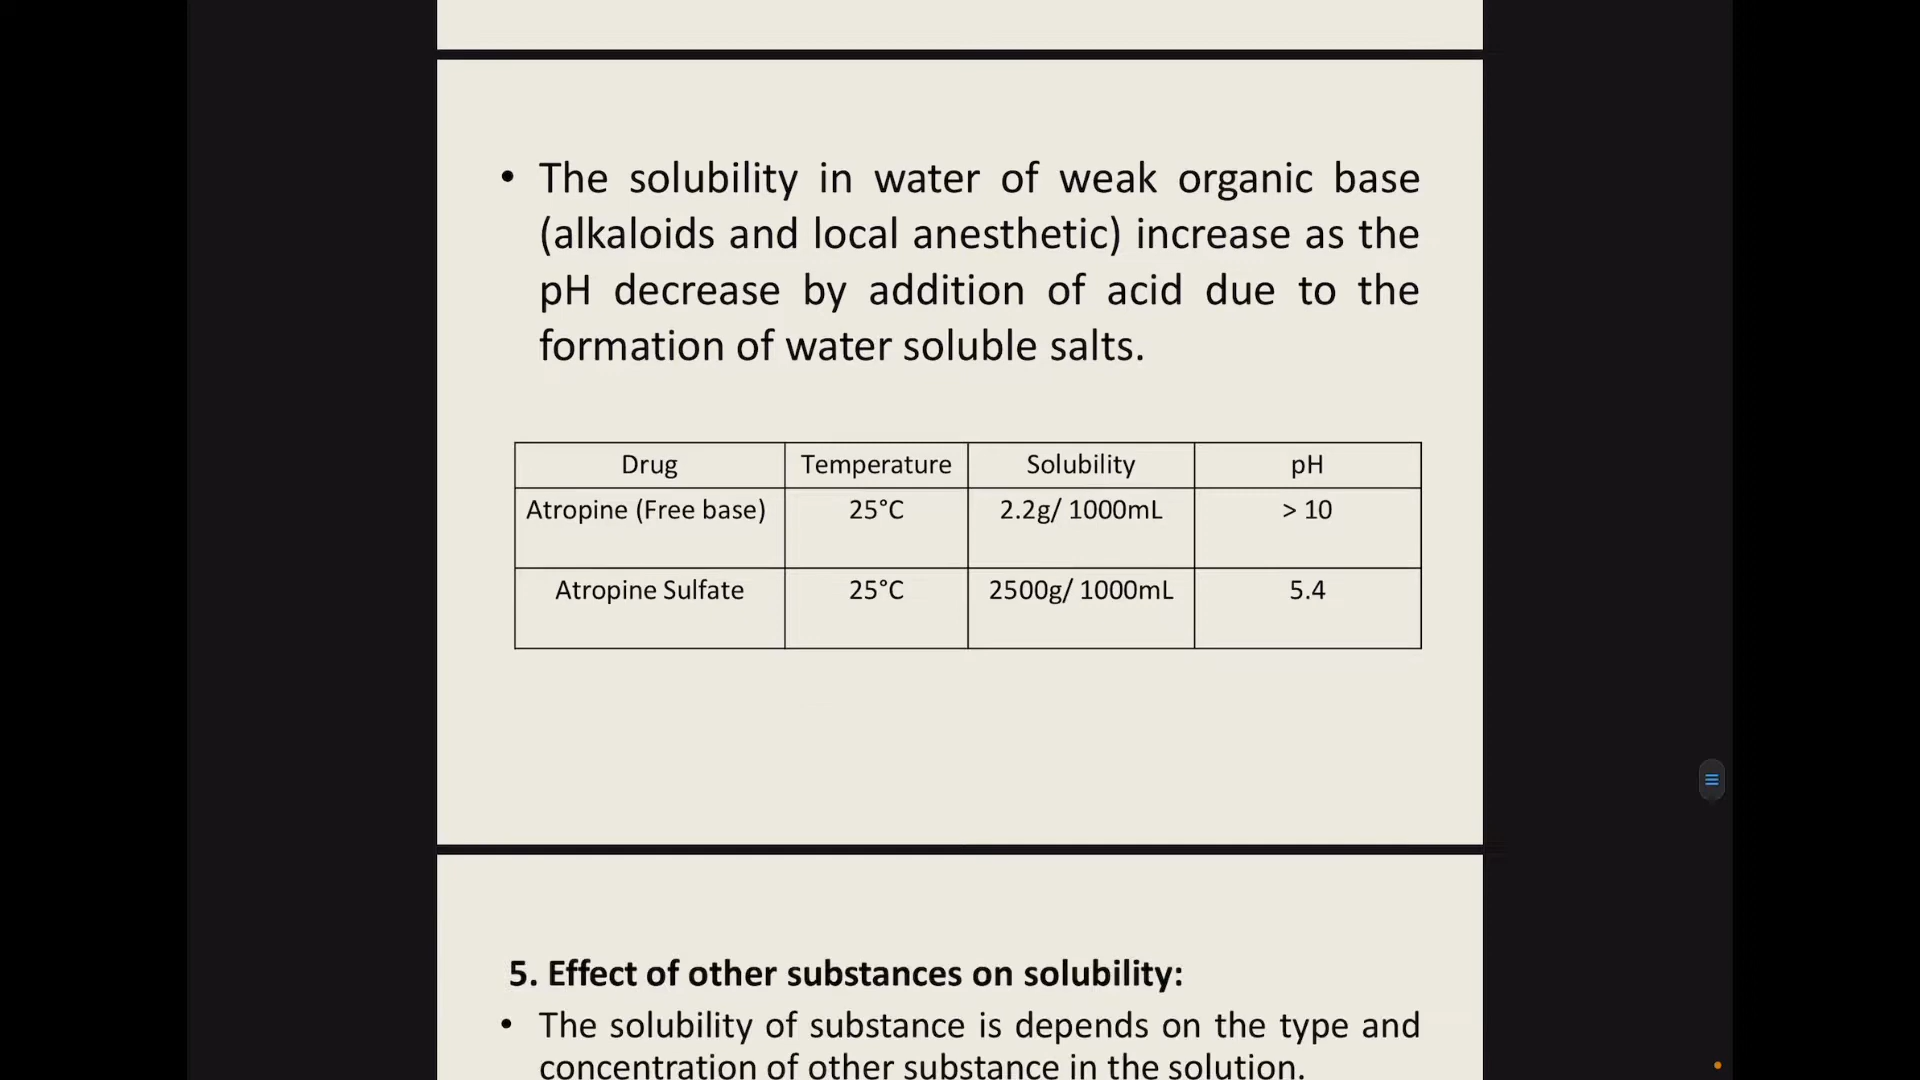 • The solubility in water of weak organic base
(alkaloids and local anesthetic) increase as the
pH decrease by addition of acid due to the
formation of water soluble salts.
Drug Temperature Solubility pH
Atropine (Free base) 25°C 2.2g/ 1000mL > 10
Atropine Sulfate 25°C 2500g/ 1000mL 5.4
5. Effect of other substances on solubility:
• The solubility of substance is depends on the type and
concentration of other substance in the solution.